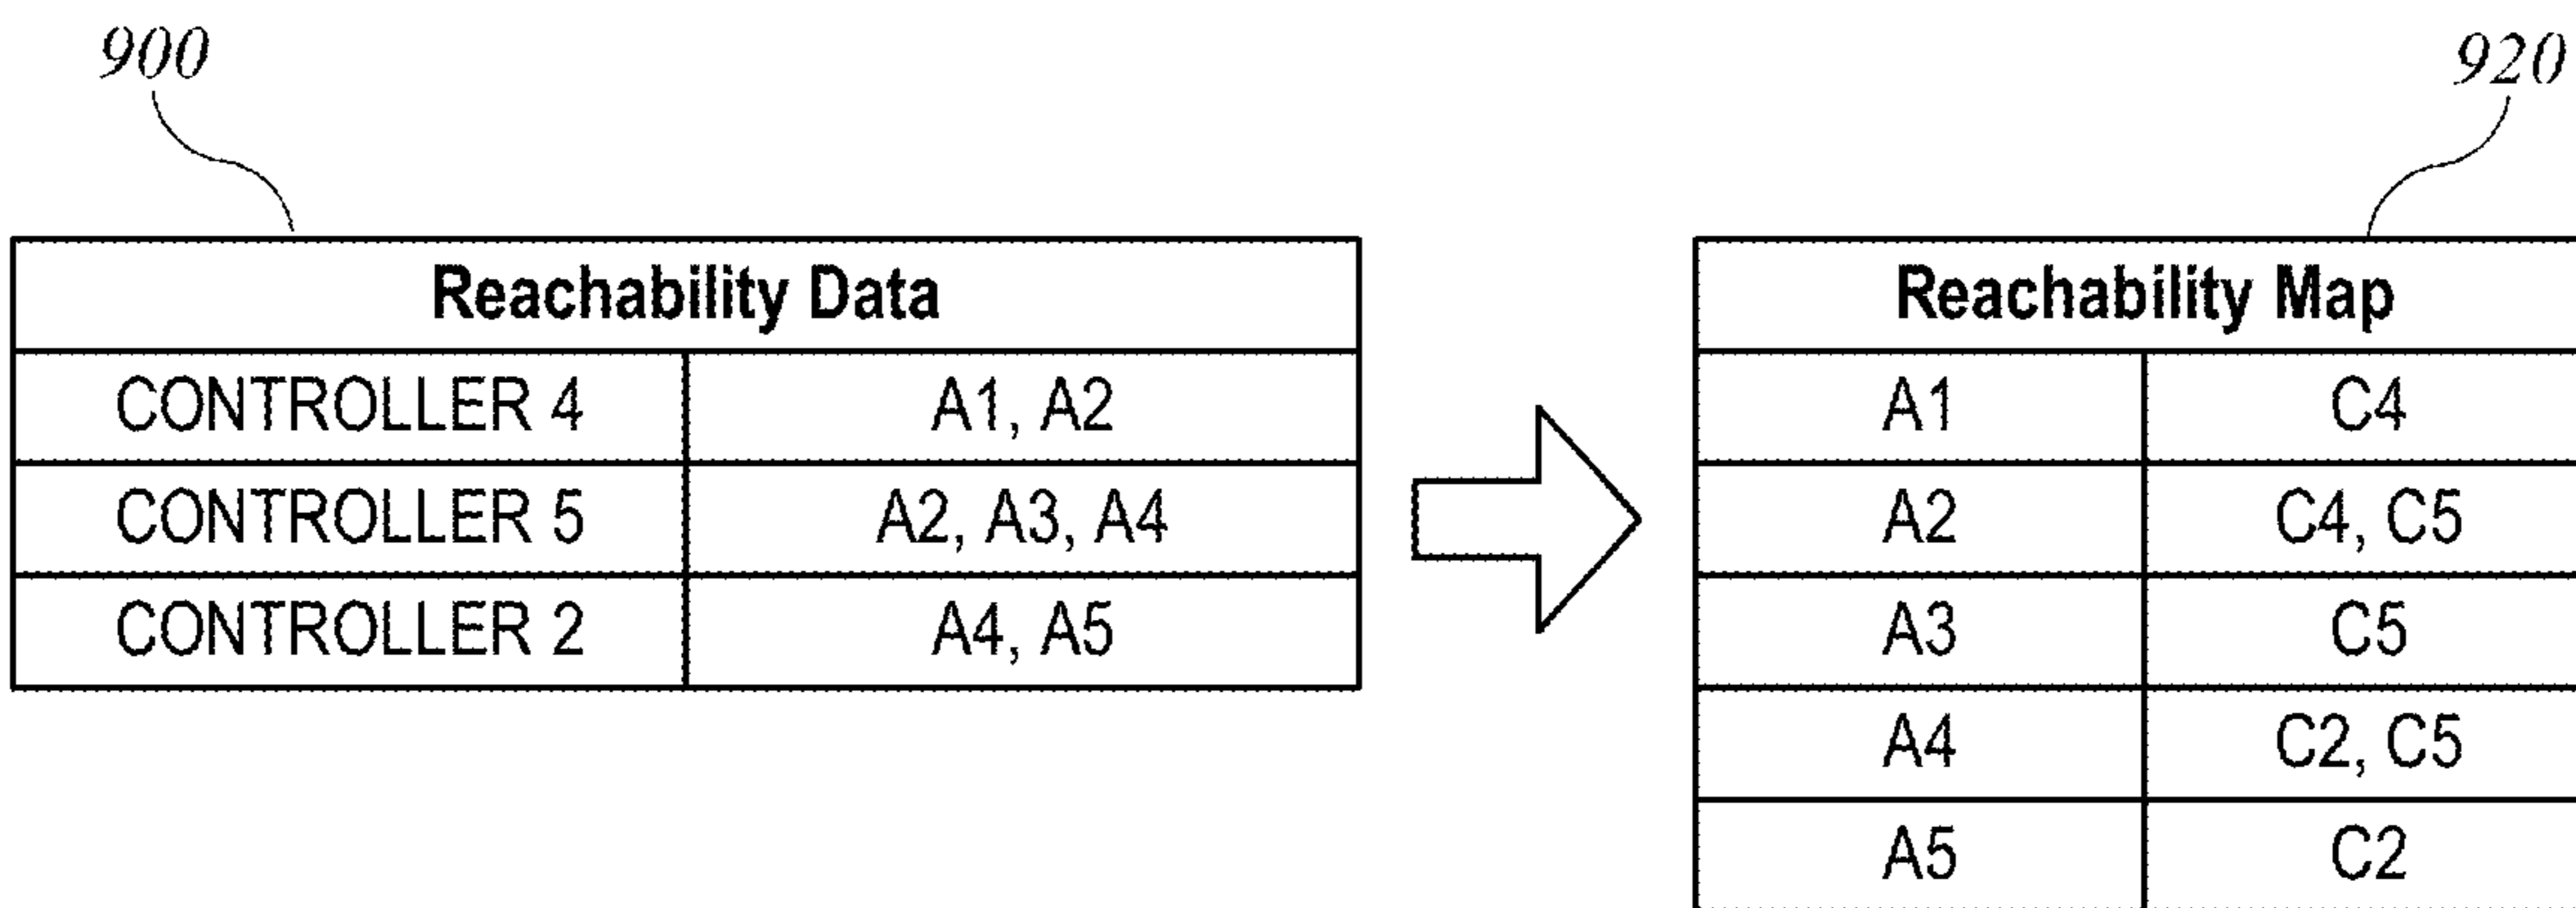 900
920
Reachability Data
CONTROLLER 4 A1, A2
CONTROLLER 5 A2, A3, A4
CONTROLLER 2 A4, A5
Reachability Map
A1 C4
A2 C4, C5
A3 C5
A4 C2, C5
A5 C2